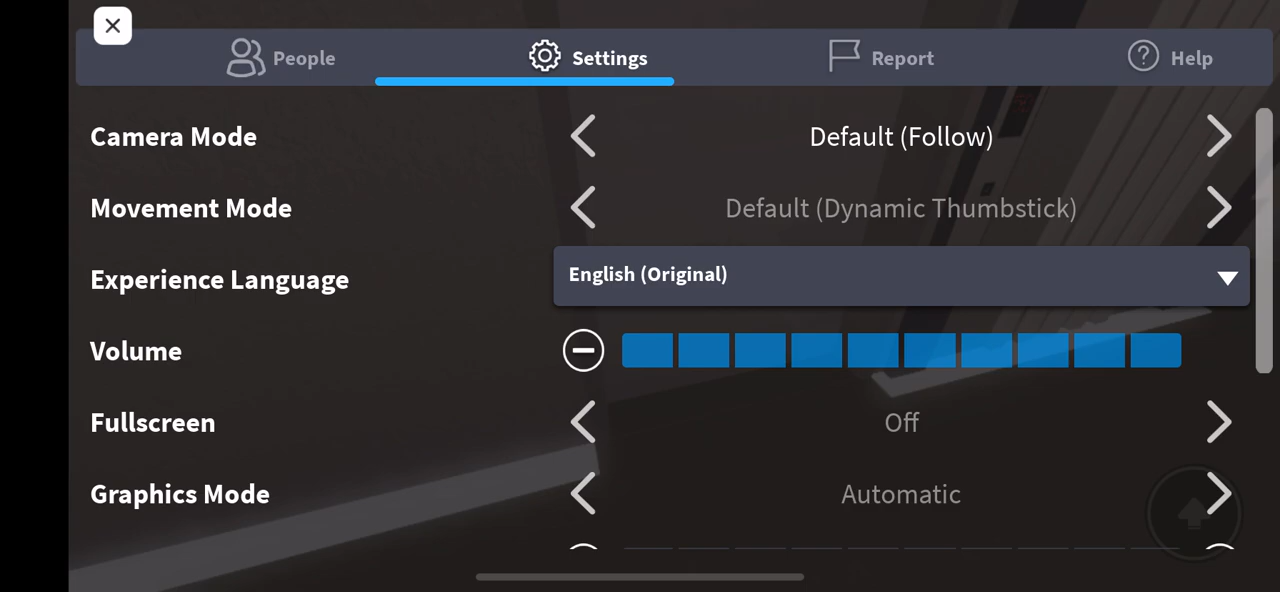 People
Settings
Report
Help
Camera Mode
Default (Follow)
Movement Mode
Default (Dynamic Thumbstick)
Experience Language
English (Original)
Volume
Fullscreen
Off
Graphics Mode
Automatic